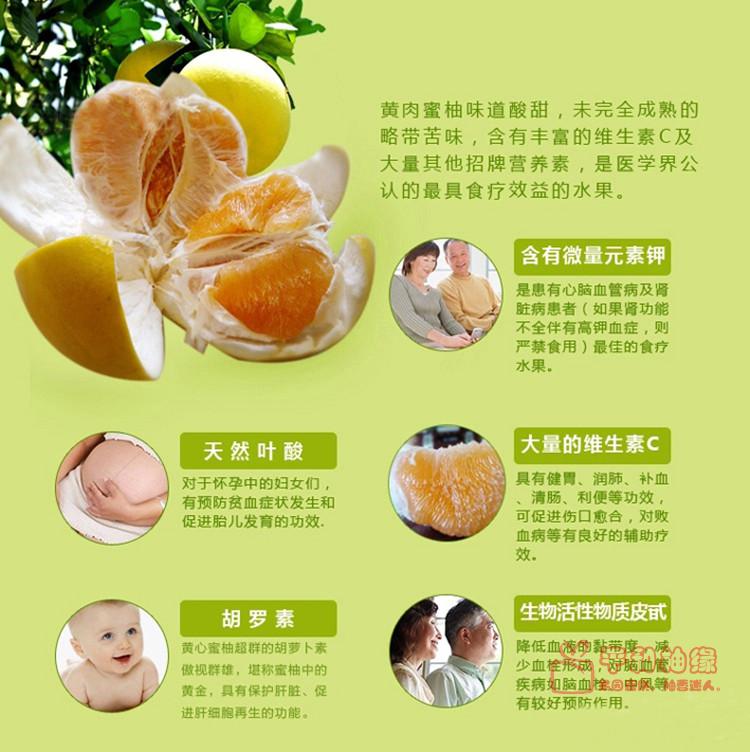 黄肉蜜柚味道酸甜，未完全成熟的
略带苦味，含有丰富的维生素C及
大量其他招牌营养素，是医学界公
认的最具食疗效益的水果。
含有微量元素钾
是患有心脑血管病及肾
脏病患者（如果肾功能
不全伴有高钾血症，则
严禁食用）最佳的食疗
水果。
天然叶酸
对于怀孕中的妇女们，
有预防贫血症状发生和
促进胎儿发育的功效.
大量的维生素C
具有健胃、润肺、补血
、清肠、利便等功效，
可促进伤口愈合，对败
血病等有良好的辅助疗
效。
胡罗素
黄心蜜柚超群的胡萝卜素
傲视群雄，堪称蜜柚中的
黄金，具有保护肝脏、促
进肝细胞再生的功能。
生物活性物质皮甙
降低血液的黏带度，减
少血栓形成，对脑血管
疾病如脑血栓、中风等
有较好预防作用。
柚缘
柚香迷人.